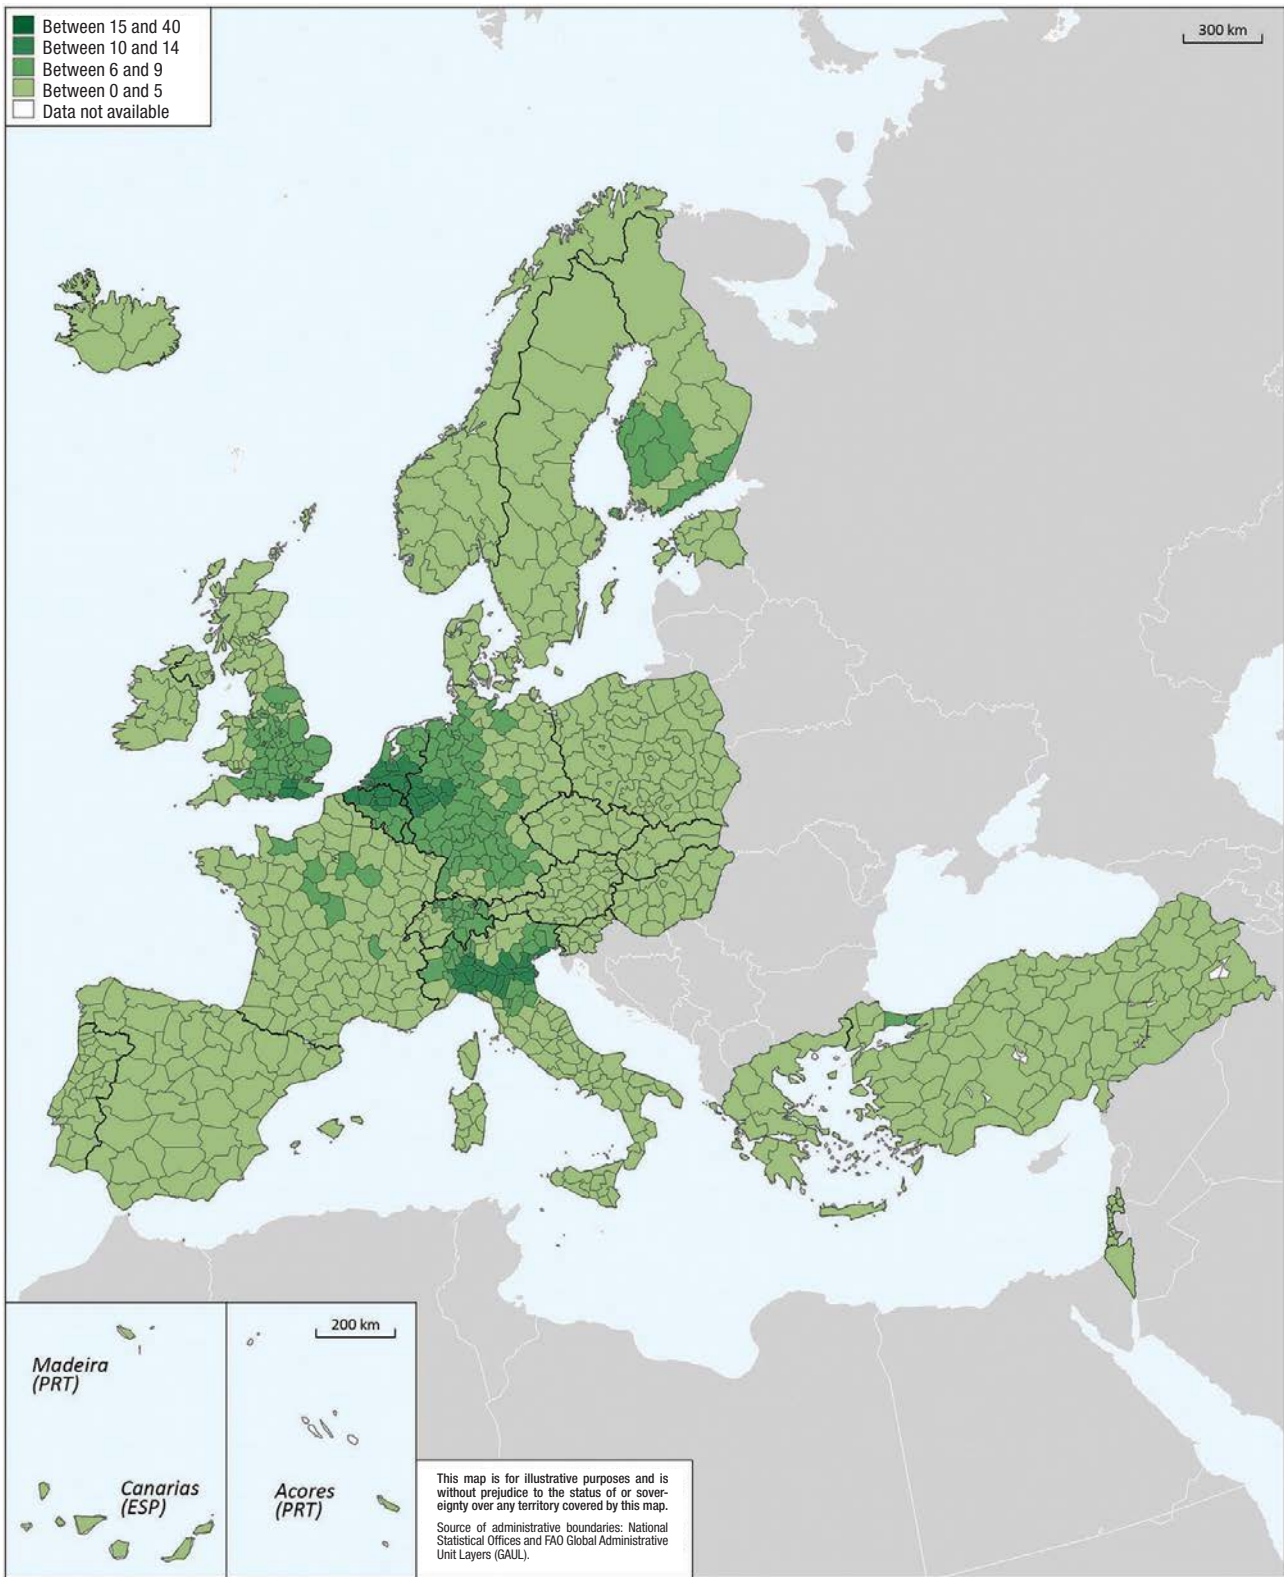 Between 15 and 40
Between 10 and 14
Between 6 and 9
Between 0 and 5
Data not available
300 km
200 km
Madeira
(PRT)
Canarias
(ESP)
Acores
(PRT)
This map is for illustrative purposes and is
without prejudice to the status of or sover-
eignty over any territory covered by this map.
Source of administrative boundaries: National
Statistical Offices and FAO Global Administrative
Unit Layers (GAUL).